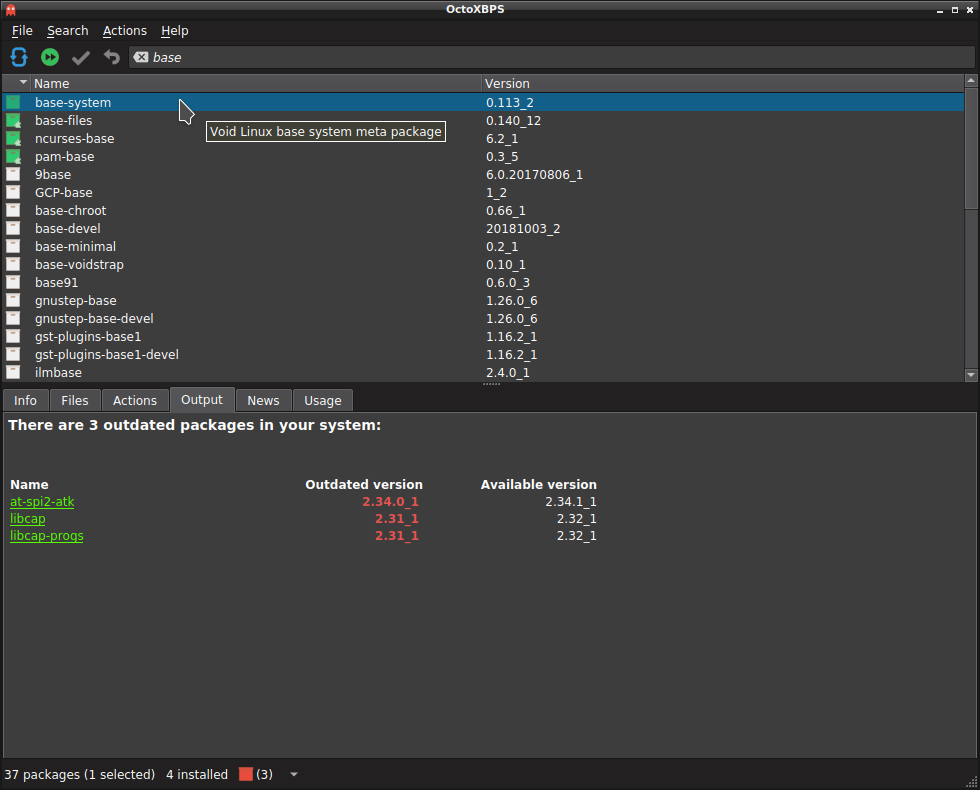 OctoXBPS
File Search Actions Help
base
Name Version
base-system 0.113_2
Void Linux base system meta package
base-files 0.140_12
ncurses-base 6.2_1
pam-base 0.3_5
9base 6.0.20170806_1
GCP-base 1_2
base-chroot 0.66_1
base-devel 20181003_2
base-minimal 0.2_1
base-voidstrap 0.10_1
base91 0.6.0_3
gnustep-base 1.26.0_6
gnustep-base-devel 1.26.0_6
gst-plugins-base1 1.16.2_1
gst-plugins-base1-devel 1.16.2_1
ilmbase 2.4.0_1
Info Files Actions Output News Usage
There are 3 outdated packages in your system:
Name Outdated version Available version
at-spi2-atk 2.34.0_1 2.34.1_1
libcap 2.31_1 2.32_1
libcap-progs 2.31_1 2.32_1
37 packages (1 selected) 4 installed (3)